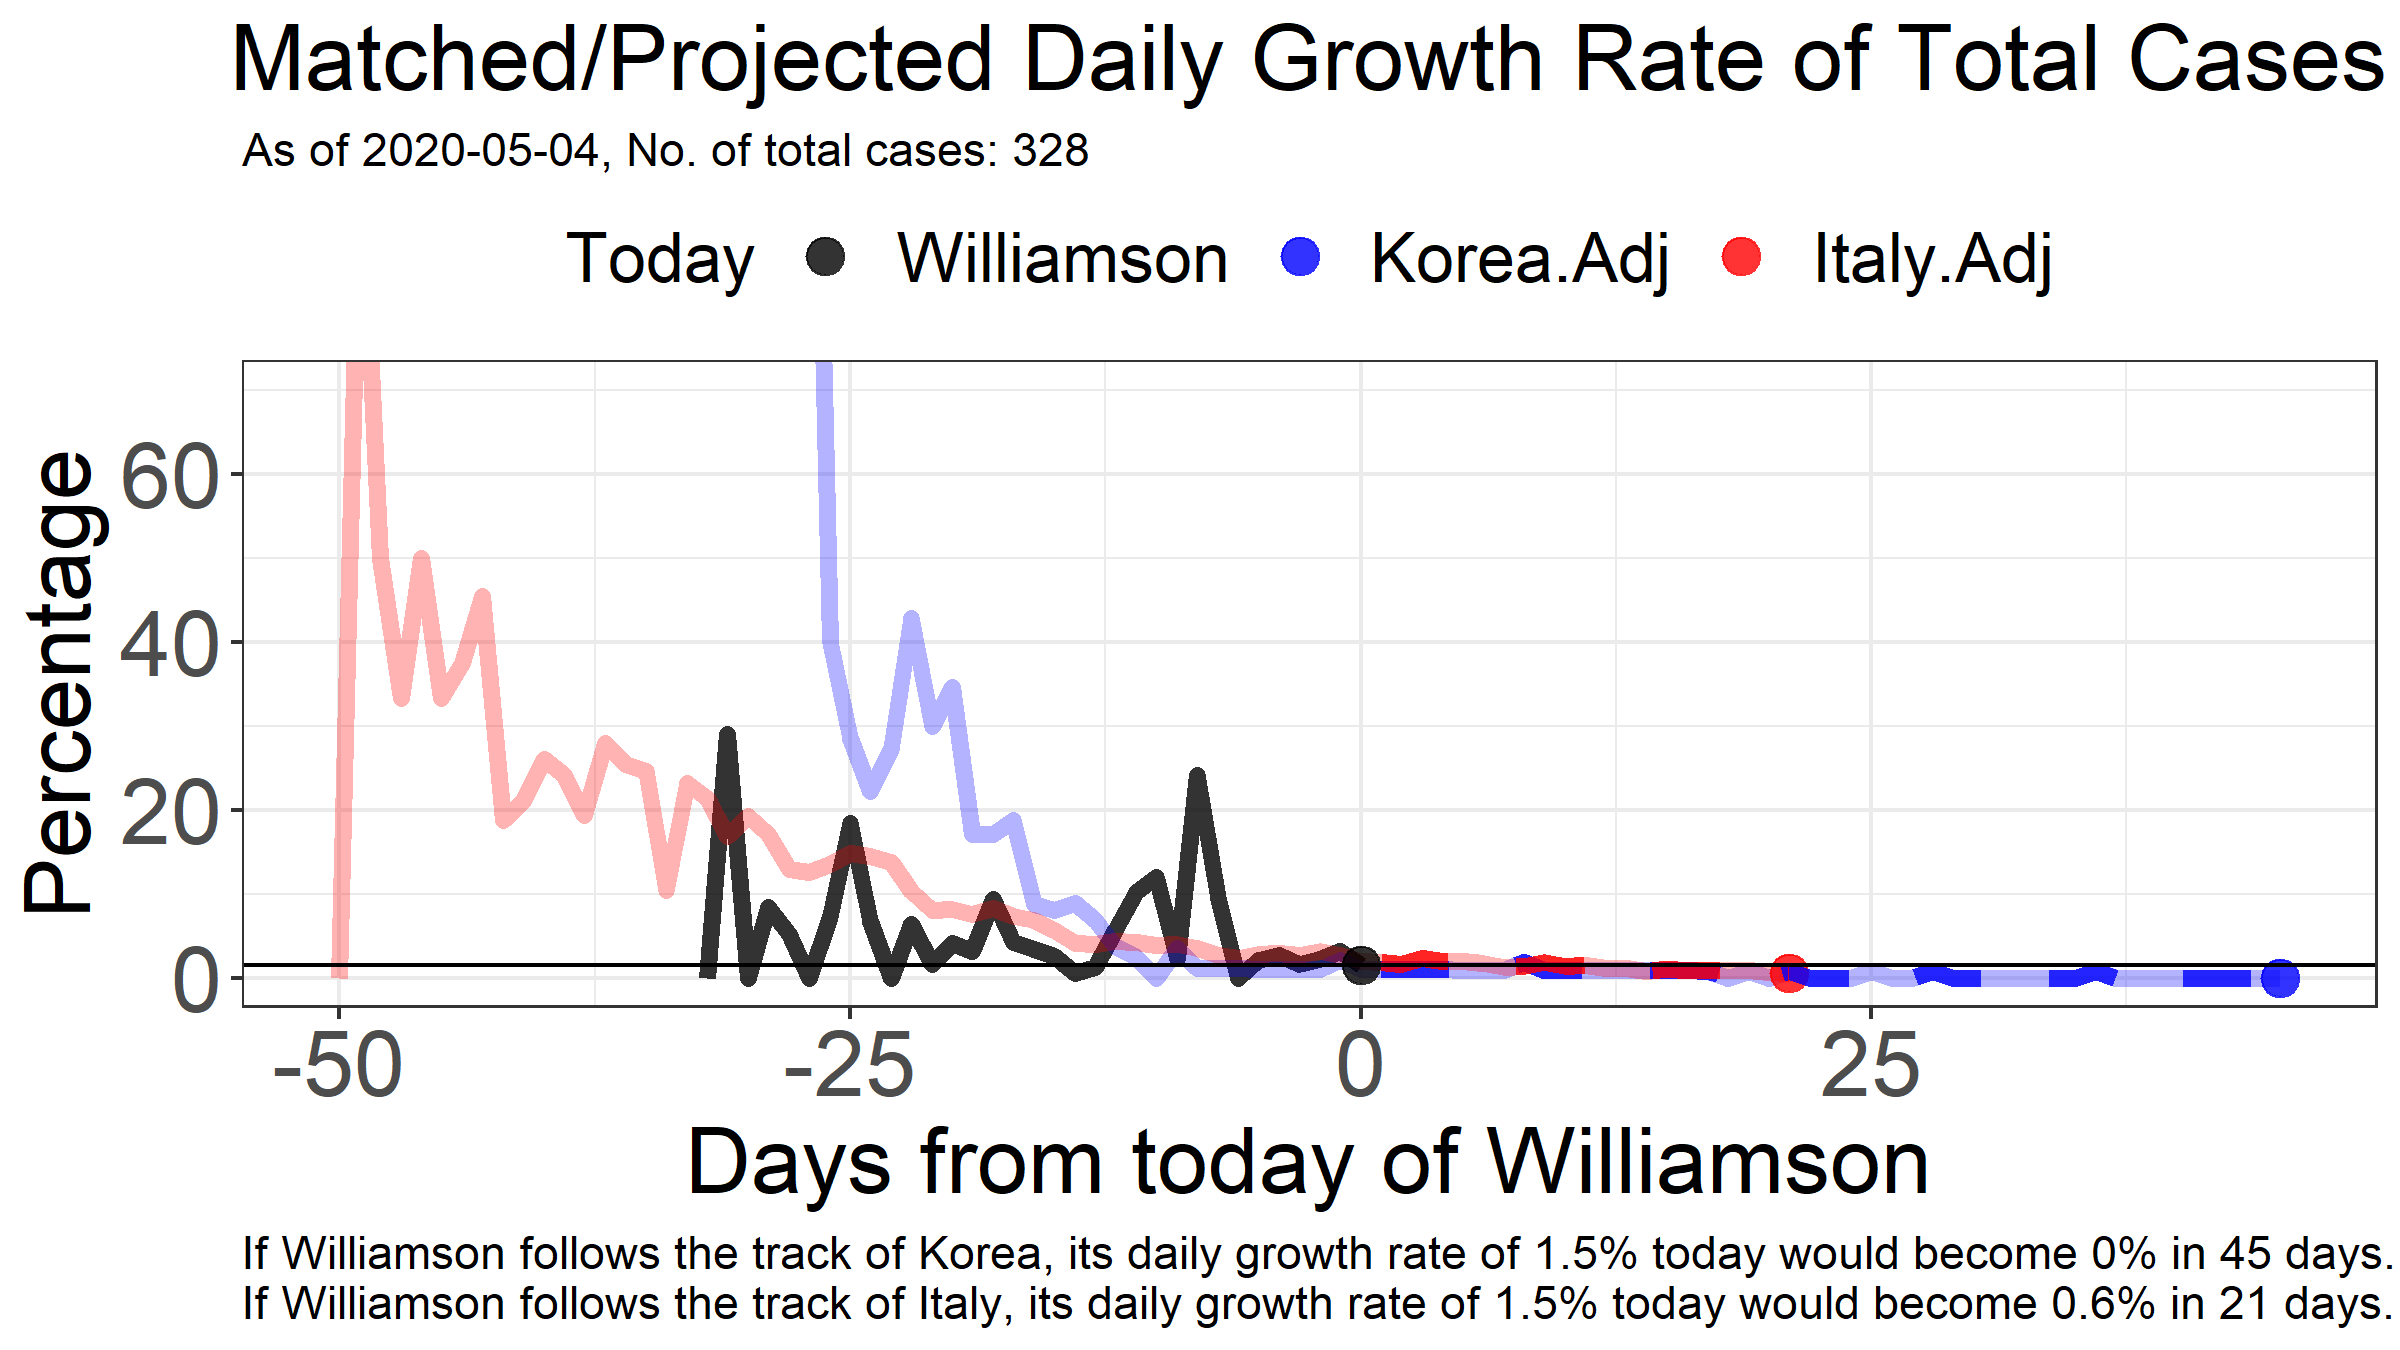 Matched/Projected Daily Growth Rate of Total Cases
As of 2020-05-04, No. of total cases: 328
Today Williamson Korea.Adj Italy.Adj
Percentage
60
40
20
0
-50 -25 0 25
Days from today of Williamson
If Williamson follows the track of Korea, its daily growth rate of 1.5% today would become 0% in 45 days.
If Williamson follows the track of Italy, its daily growth rate of 1.5% today would become 0.6% in 21 days.